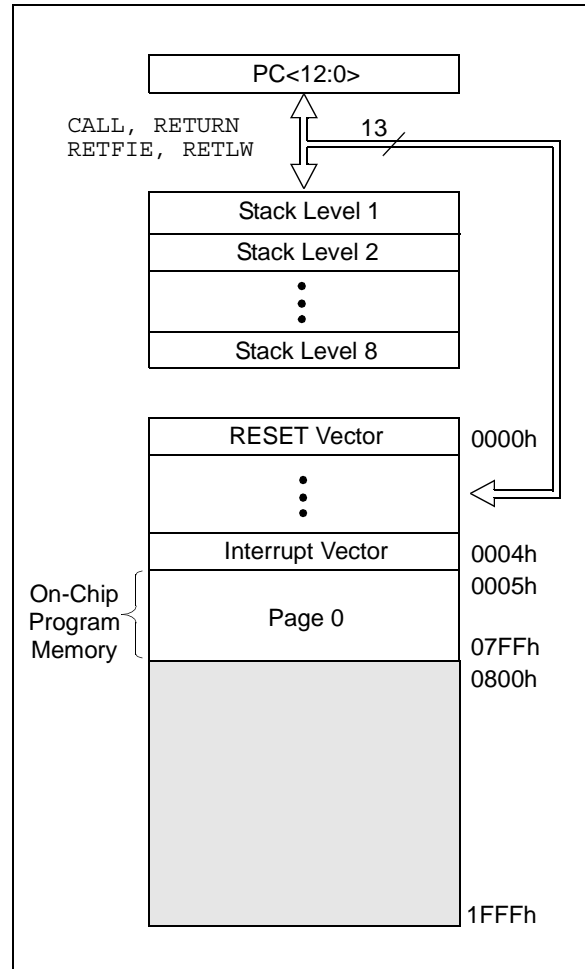 PC<12:0>
CALL, RETURN
RETFIE, RETLW
13
Stack Level 1
Stack Level 2
Stack Level 8
RESET Vector
0000h
Interrupt Vector
0004h
0005h
On-Chip
Program
Memory
Page 0
07FFh
0800h
1FFFh